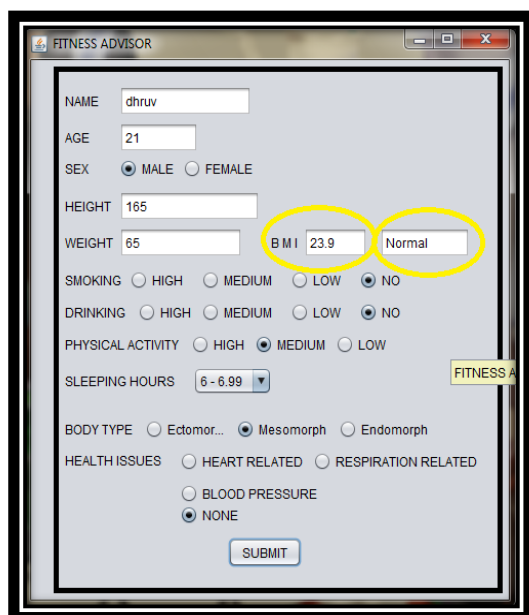 FITNESS ADVISOR
NAME dhruv
AGE 21
SEX MALE FEMALE
HEIGHT 165
WEIGHT 65 B M I 23.9 Normal
SMOKING HIGH MEDIUM LOW NO
DRINKING HIGH MEDIUM LOW NO
PHYSICAL ACTIVITY HIGH MEDIUM LOW
FITNESS A
SLEEPING HOURS 6 - 6.99
BODY TYPE Ectomor... Mesomorph Endomorph
HEALTH ISSUES HEART RELATED RESPIRATION RELATED
BLOOD PRESSURE
NONE
SUBMIT